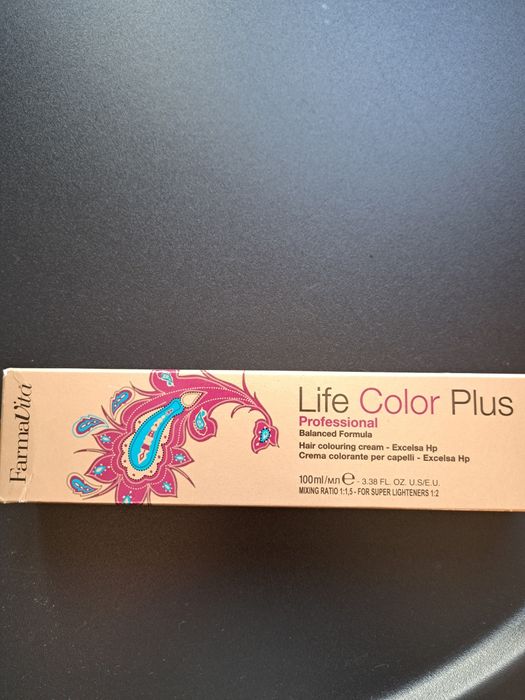 FarmaVita
Life Color Plus
Professional
Balanced Formula
Hair colouring cream - Excelsa Hp
Crema colorante per capelli - Excelsa Hp
100ml/мл ℮ - 3.38 FL. OZ. U.S/E.U.
MIXING RATIO 1:1,5 - FOR SUPER LIGHTENERS 1:2